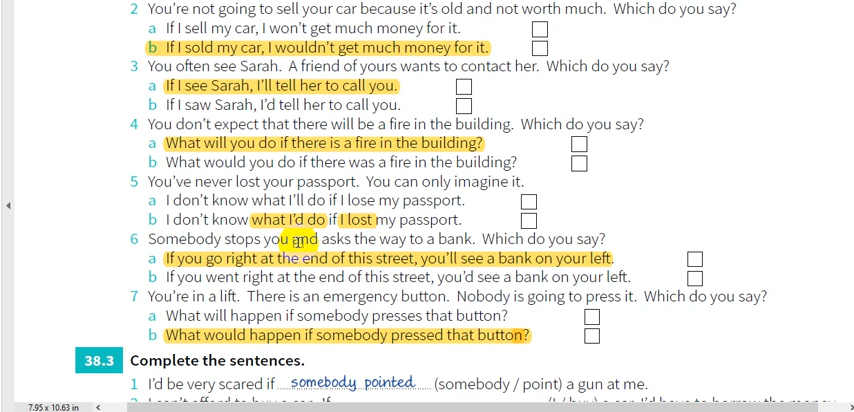 2 You're not going to sell your car because it's old and not worth much. Which do you say?
a If I sell my car, I won't get much money for it.
b If I sold my car, I wouldn't get much money for it.
3 You often see Sarah. A friend of yours wants to contact her. Which do you say?
a If I see Sarah, I'll tell her to call you.
b If I saw Sarah, I'd tell her to call you.
4 You don't expect that there will be a fire in the building. Which do you say?
a What will you do if there is a fire in the building?
b What would you do if there was a fire in the building?
5 You've never lost your passport. You can only imagine it.
a I don't know what I'll do if I lose my passport.
b I don't know what I'd do if I lost my passport.
6 Somebody stops you and asks the way to a bank. Which do you say?
a If you go right at the end of this street, you'll see a bank on your left.
b If you went right at the end of this street, you'd see a bank on your left.
7 You're in a lift. There is an emergency button. Nobody is going to press it. Which do you say?
a What will happen if somebody presses that button?
b What would happen if somebody pressed that button?
38.3 Complete the sentences.
1 I'd be very scared if somebody pointed (somebody / point) a gun at me.
7.95 x 10.63 in